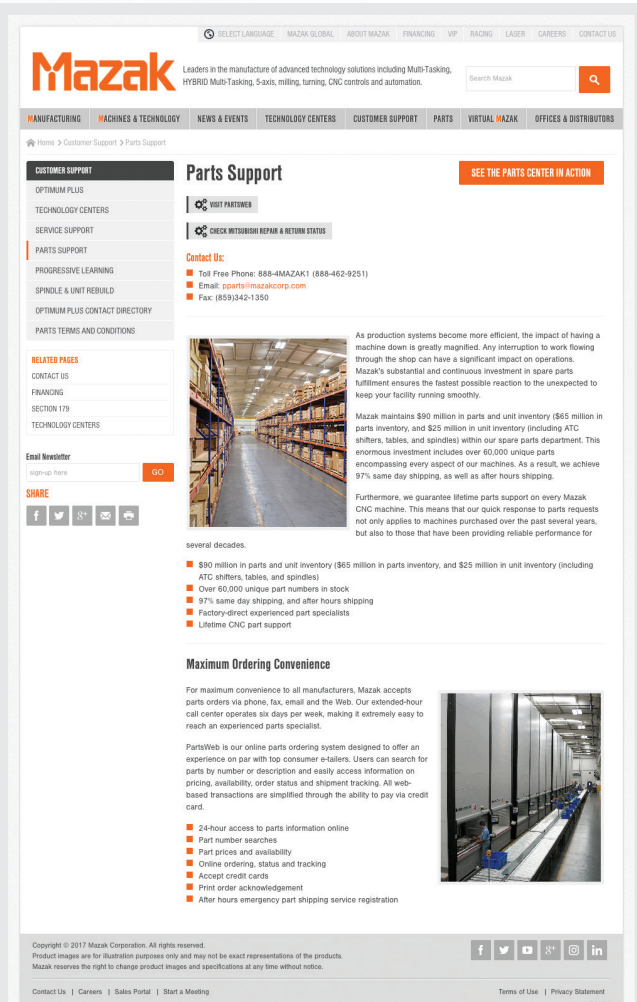 SELECT LANGUAGE MAZAK GLOBAL ABOUT MAZAK FINANCING VIP RACING LASER CAREERS CONTACT US
Mazak
Leaders in the manufacture of advanced technology solutions including Multi-Tasking,
HYBRID Multi-Tasking, 5-axis, milling, turning, CNC controls and automation.
Search Mazak
MANUFACTURING MACHINES & TECHNOLOGY NEWS & EVENTS TECHNOLOGY CENTERS CUSTOMER SUPPORT PARTS VIRTUAL MAZAK OFFICES & DISTRIBUTORS
Home > Customer Support > Parts Support
CUSTOMER SUPPORT
OPTIMUM PLUS
TECHNOLOGY CENTERS
SERVICE SUPPORT
PARTS SUPPORT
PROGRESSIVE LEARNING
SPINDLE & UNIT REBUILD
OPTIMUM PLUS CONTACT DIRECTORY
PARTS TERMS AND CONDITIONS
RELATED PAGES
CONTACT US
FINANCING
SECTION 179
TECHNOLOGY CENTERS
Email Newsletter
sign-up here GO
SHARE
Parts Support
SEE THE PARTS CENTER IN ACTION
VISIT PARTSWEB
CHECK MITSUBISHI REPAIR & RETURN STATUS
Contact Us:
Toll Free Phone: 888-4MAZAK1 (888-462-9251)
Email: pparts@mazakcorp.com
Fax: (859)342-1350
As production systems become more efficient, the impact of having a
machine down is greatly magnified. Any interruption to work flowing
through the shop can have a significant impact on operations.
Mazak's substantial and continuous investment in spare parts
fulfillment ensures the fastest possible reaction to the unexpected to
keep your facility running smoothly.
Mazak maintains $90 million in parts and unit inventory ($65 million in
parts inventory, and $25 million in unit inventory (including ATC
shifters, tables, and spindles) within our spare parts department. This
enormous investment includes over 60,000 unique parts
encompassing every aspect of our machines. As a result, we achieve
97% same day shipping, as well as after hours shipping.
Furthermore, we guarantee lifetime parts support on every Mazak
CNC machine. This means that our quick response to parts requests
not only applies to machines purchased over the past several years,
but also to those that have been providing reliable performance for
several decades.
$90 million in parts and unit inventory ($65 million in parts inventory, and $25 million in unit inventory (including
ATC shifters, tables, and spindles)
Over 60,000 unique part numbers in stock
97% same day shipping, and after hours shipping
Factory-direct experienced part specialists
Lifetime CNC part support
Maximum Ordering Convenience
For maximum convenience to all manufacturers, Mazak accepts
parts orders via phone, fax, email and the Web. Our extended-hour
call center operates six days per week, making it extremely easy to
reach an experienced parts specialist.
PartsWeb is our online parts ordering system designed to offer an
experience on par with top consumer e-tailers. Users can search for
parts by number or description and easily access information on
pricing, availability, order status and shipment tracking. All web-
based transactions are simplified through the ability to pay via credit
card.
24-hour access to parts information online
Part number searches
Part prices and availability
Online ordering, status and tracking
Accept credit cards
Print order acknowledgement
After hours emergency part shipping service registration
Copyright © 2017 Mazak Corporation. All rights reserved.
Product images are for illustration purposes only and may not be exact representations of the products.
Mazak reserves the right to change product images and specifications at any time without notice.
Contact Us | Careers | Sales Portal | Start a Meeting
Terms of Use | Privacy Statement